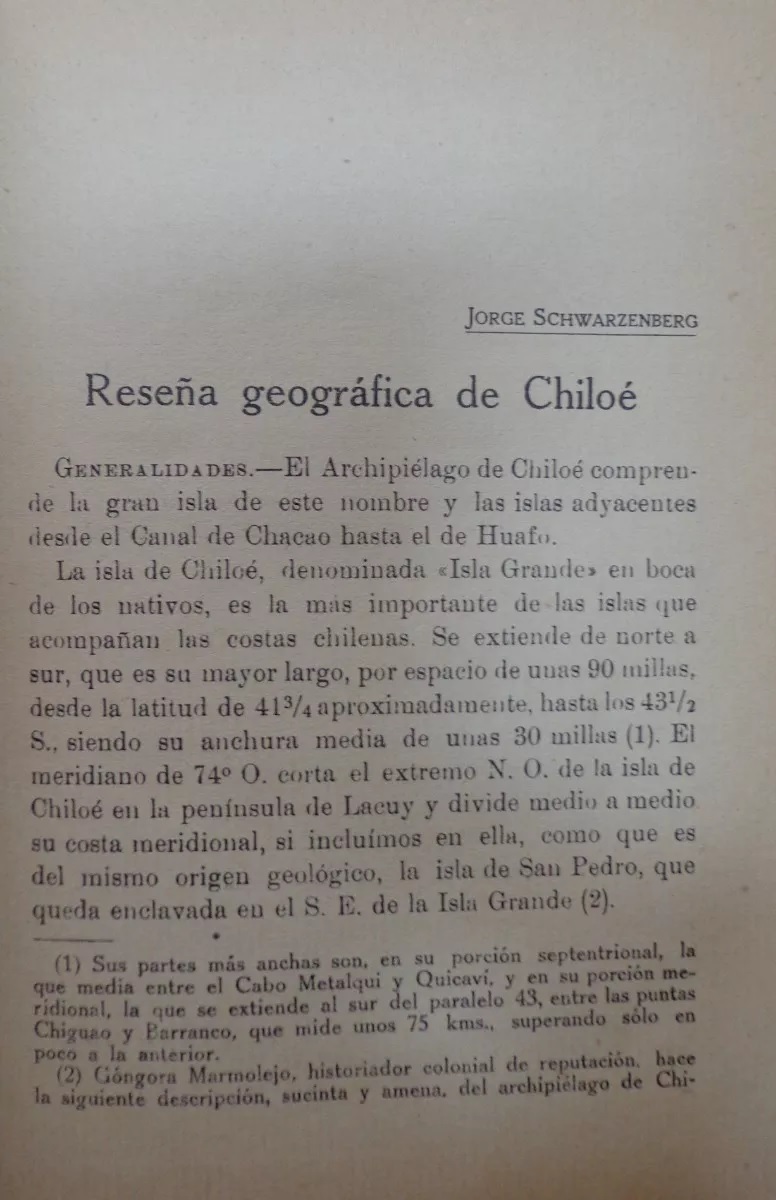 JORGE SCHWARZENBERG
Reseña geográfica de Chiloé
GENERALIDADES.—El Archipiélago de Chiloé compren-
de la gran isla de este nombre y las islas adyacentes
desde el Canal de Chacao hasta el de Huafo.
La isla de Chiloé, denominada «Isla Grande» en boca
de los nativos, es la más importante de las islas que
acompañan las costas chilenas. Se extiende de norte a
sur, que es su mayor largo, por espacio de unas 90 millas,
desde la latitud de 41¾ aproximadamente, hasta los 43½
S., siendo su anchura media de unas 30 millas (1). El
meridiano de 74º O. corta el extremo N. O. de la isla de
Chiloé en la península de Lacuy y divide medio a medio
su costa meridional, si incluímos en ella, como que es
del mismo origen geológico, la isla de San Pedro, que
queda enclavada en el S. E. de la Isla Grande (2).
(1) Sus partes más anchas son, en su porción septentrional, la
que media entre el Cabo Metalqui y Quicaví, y en su porción me-
ridional, la que se extiende al sur del paralelo 43, entre las puntas
Chiguao y Barranco, que mide unos 75 kms., superando sólo en
poco a la anterior.
(2) Góngora Marmolejo, historiador colonial de reputación, hace
la siguiente descripción, sucinta y amena, del archipiélago de Chi-